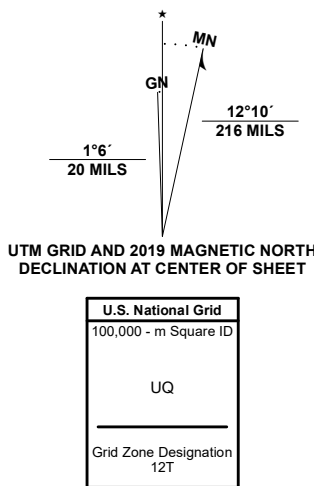 ★
MN
GN
12°10´
216 MILS
1°6´
20 MILS
UTM GRID AND 2019 MAGNETIC NORTH
DECLINATION AT CENTER OF SHEET
U.S. National Grid
100,000 - m Square ID
UQ
Grid Zone Designation
12T